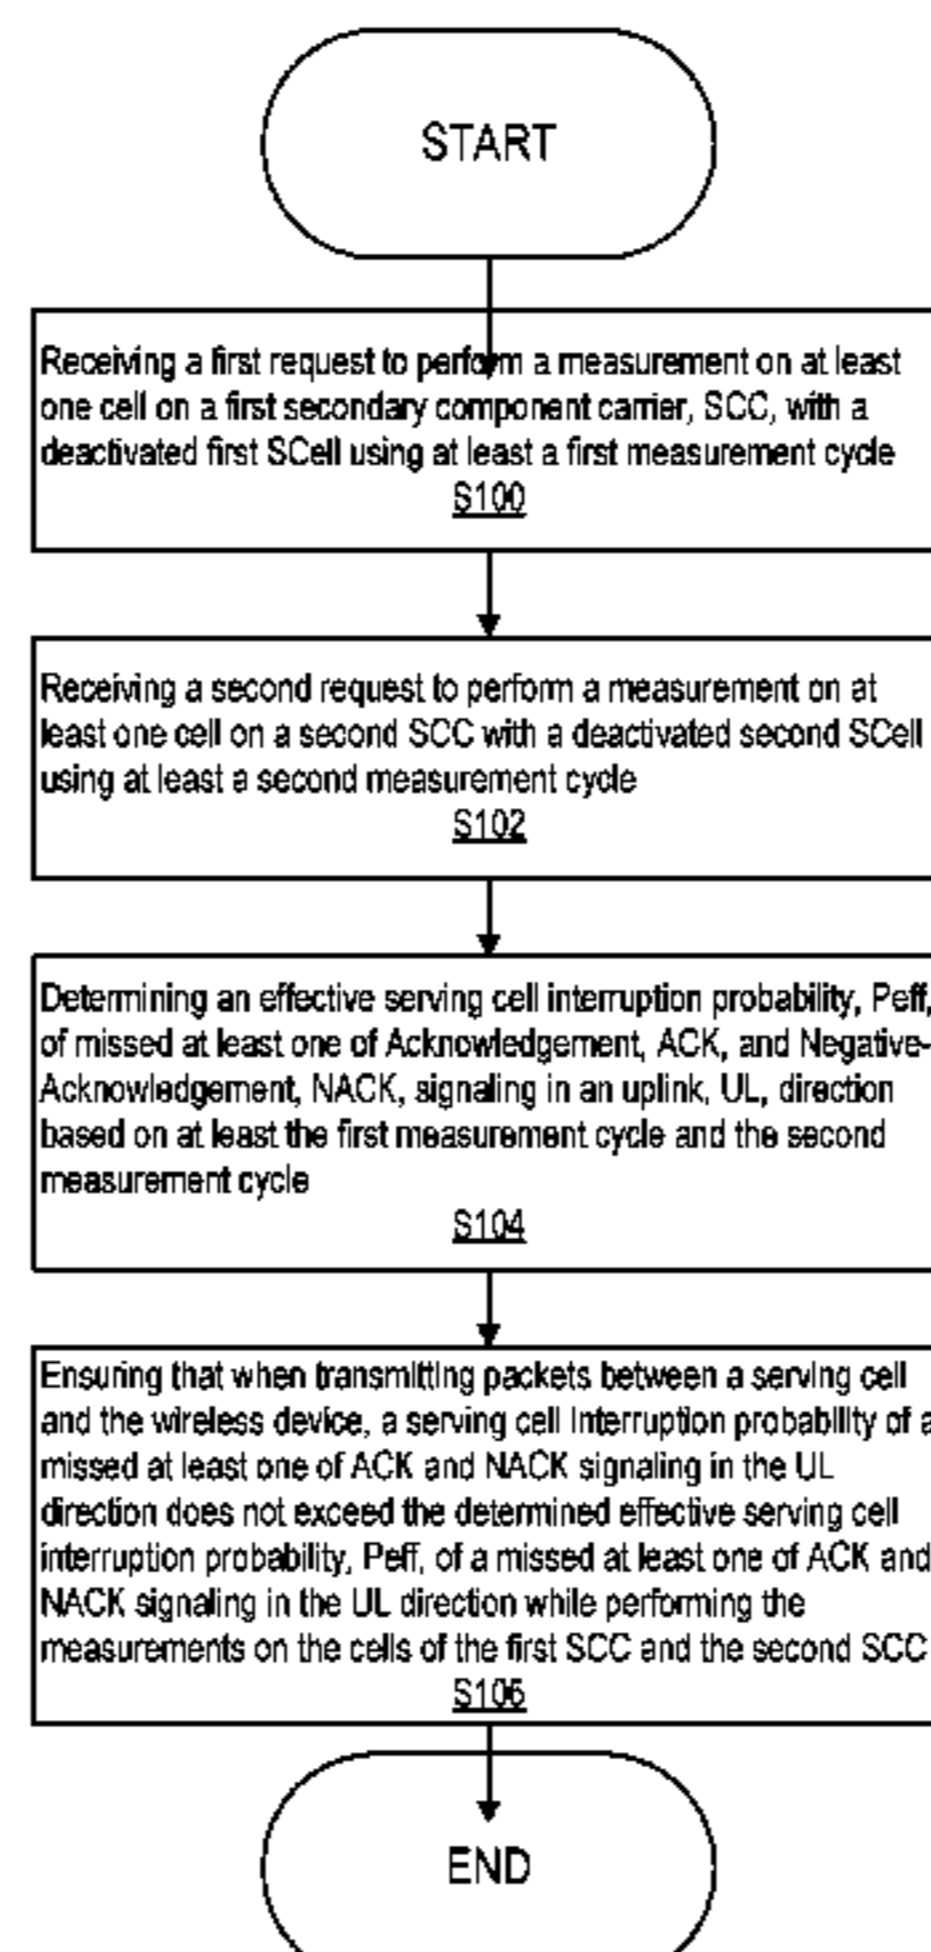 START
Receiving a first request to perform a measurement on at least
one cell on a first secondary component carrier, SCC, with a
deactivated first SCell using at least a first measurement cycle
S100
Receiving a second request to perform a measurement on at
least one cell on a second SCC with a deactivated second SCell
using at least a second measurement cycle
S102
Determining an effective serving cell interruption probability, Peff,
of missed at least one of Acknowledgement, ACK, and Negative-
Acknowledgement, NACK, signaling in an uplink, UL, direction
based on at least the first measurement cycle and the second
measurement cycle
S104
Ensuring that when transmitting packets between a serving cell
and the wireless device, a serving cell interruption probability of a
missed at least one of ACK and NACK signaling in the UL
direction does not exceed the determined effective serving cell
interruption probability, Peff, of a missed at least one of ACK and
NACK signaling in the UL direction while performing the
measurements on the cells of the first SCC and the second SCC
S106
END